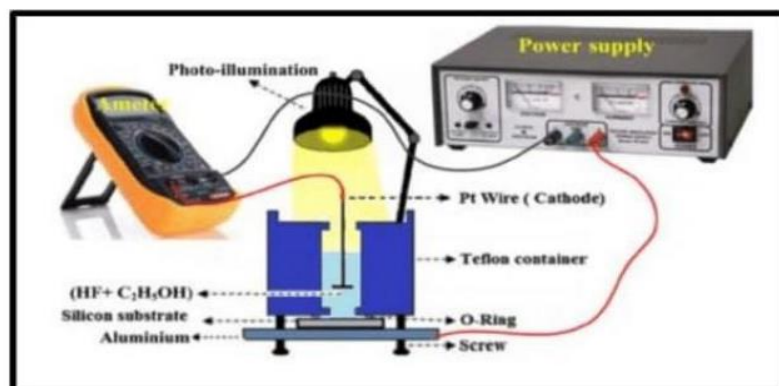 Power supply
Photo-illumination
Ameter
Pt Wire ( Cathode)
Teflon container
(HF+ C₂H₅OH)
Silicon substrate
O-Ring
Aluminium
Screw